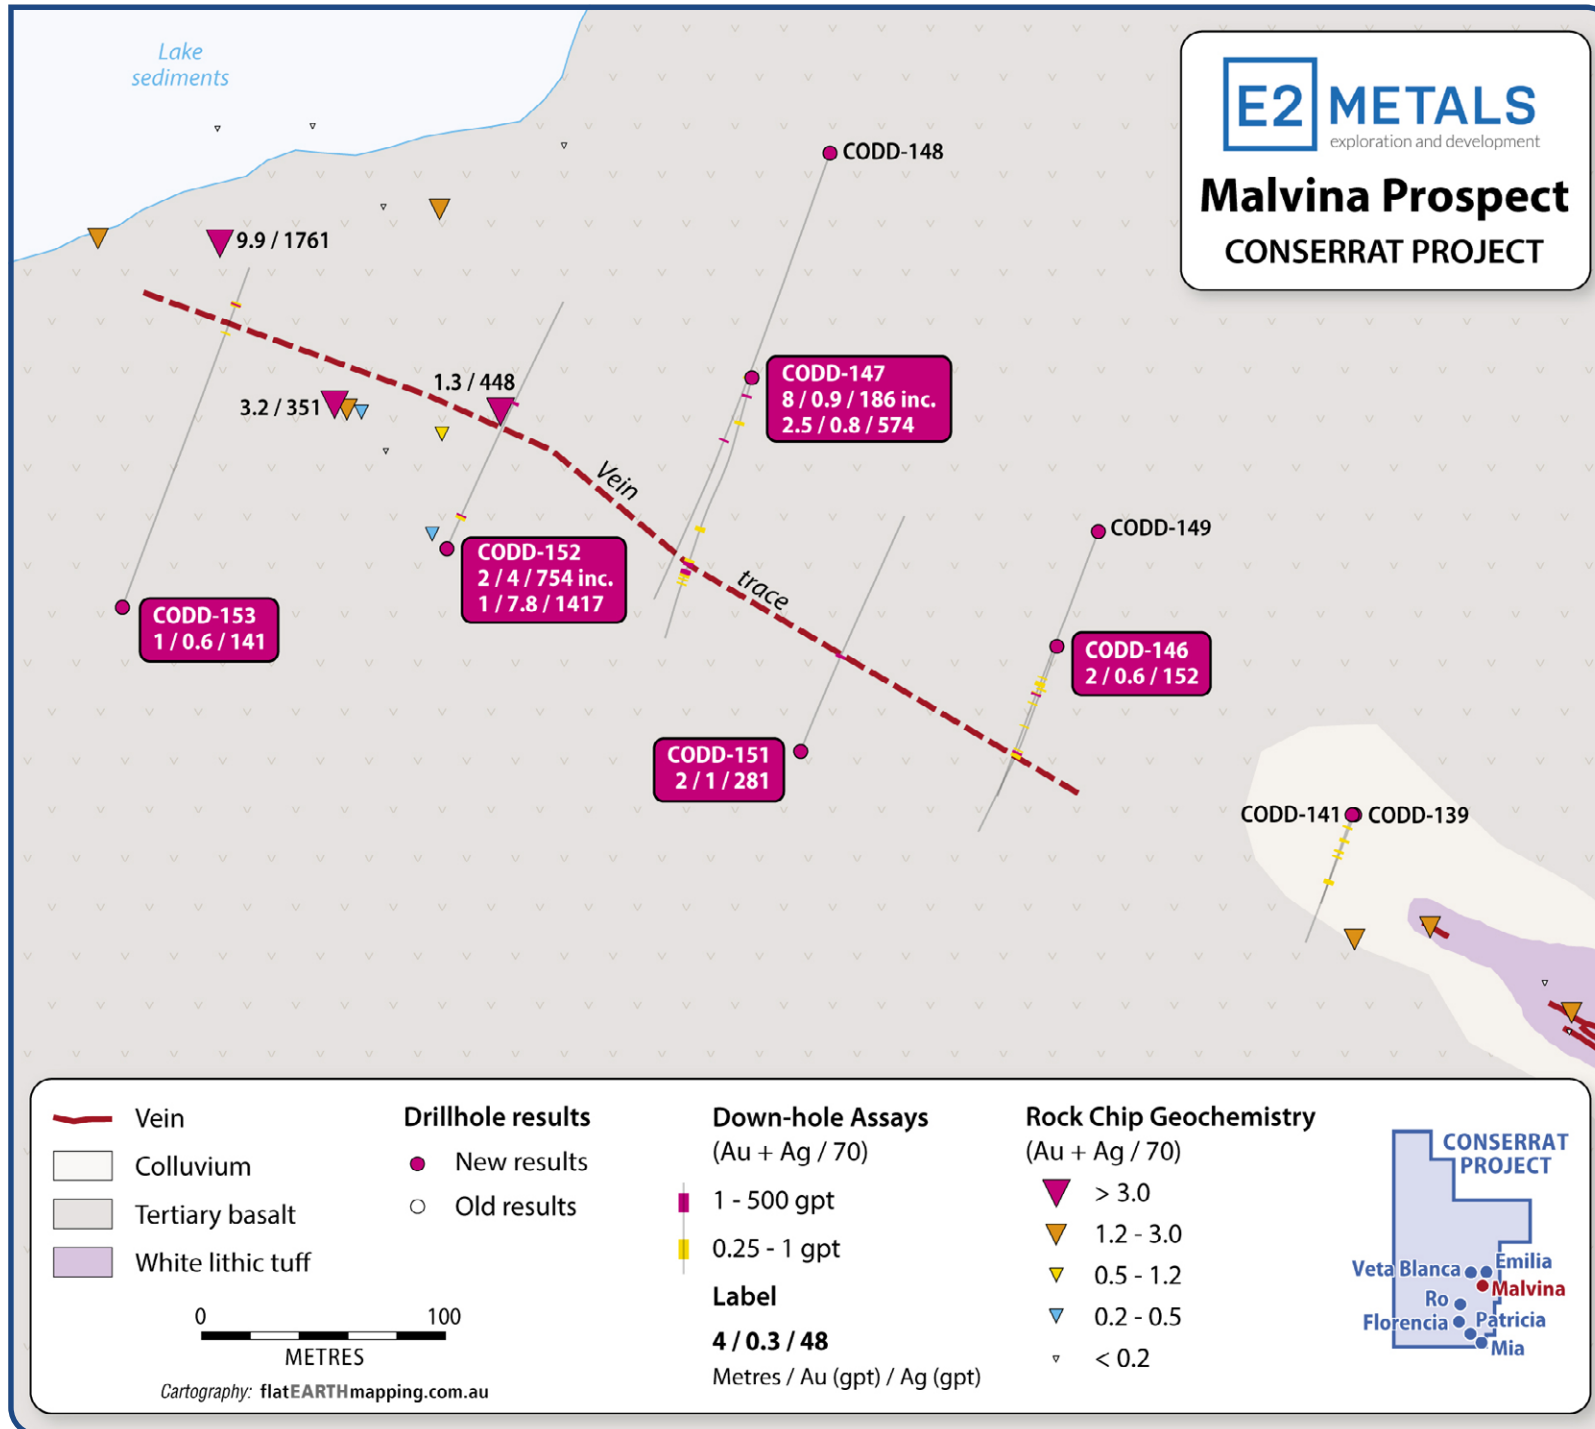 Lake
sediments
E2 METALS
exploration and development
Malvina Prospect
CONSERRAT PROJECT
CODD-148
9.9 / 1761
CODD-147
8 / 0.9 / 186 inc.
2.5 / 0.8 / 574
1.3 / 448
3.2 / 351
Vein
trace
CODD-149
CODD-152
2 / 4 / 754 inc.
1 / 7.8 / 1417
CODD-153
1 / 0.6 / 141
CODD-146
2 / 0.6 / 152
CODD-151
2 / 1 / 281
CODD-141
CODD-139
Vein
Colluvium
Tertiary basalt
White lithic tuff
0 100
METRES
Cartography: flatEARTHmapping.com.au
Drillhole results
New results
Old results
Down-hole Assays
(Au + Ag / 70)
1 - 500 gpt
0.25 - 1 gpt
Label
4 / 0.3 / 48
Metres / Au (gpt) / Ag (gpt)
Rock Chip Geochemistry
(Au + Ag / 70)
> 3.0
1.2 - 3.0
0.5 - 1.2
0.2 - 0.5
< 0.2
CONSERRAT
PROJECT
Emilia
Veta Blanca
Malvina
Ro
Florencia
Patricia
Mia